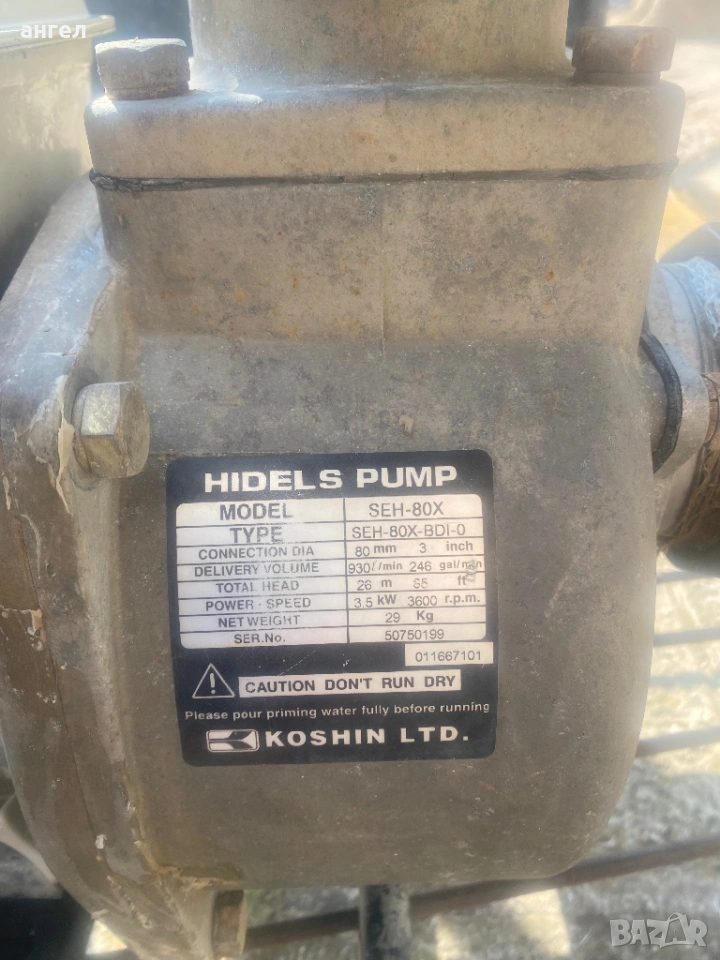 ангел
HIDELS PUMP
MODEL SEH-80X
TYPE SEH-80X-BDI-0
CONNECTION DIA 80 mm 3 inch
DELIVERY VOLUME 930 l/min 246 gal/min
TOTAL HEAD 26 m 85 ft
POWER·SPEED 3.5 kW 3600 r.p.m.
NET WEIGHT 29 Kg
SER.No. 50750199
011667101
CAUTION DON'T RUN DRY
Please pour priming water fully before running
KOSHIN LTD.
BAZAR